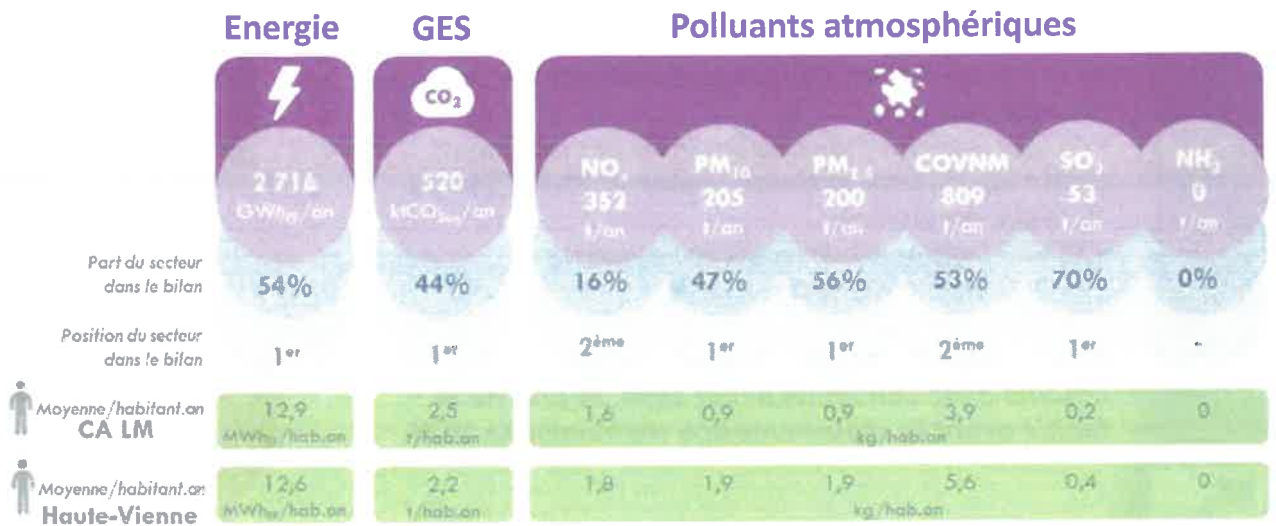 Energie GES Polluants atmosphériques
CO₂
NOₓ PM₁₀ PM₂.₅ COVNM SO₂ NH₃
2 716 520 352 205 200 809 53 0
/an /an t/an t/an t/an t/an t/an t/an
Part du secteur
dans le bilan
54% 44% 16% 47% 56% 53% 70% 0%
Position du secteur
dans le bilan
1er 1er 2ème 1er 1er 2ème 1er -
Moyenne/habitant.an 12,9 2,5 1,6 0,9 0,9 3,9 0,2 0
CA LM /hab.an t/hab.an kg/hab.an
Moyenne/habitant.an 12,6 2,2 1,8 1,9 1,9 5,6 0,4 0
Haute-Vienne /hab.an t/hab.an kg/hab.an